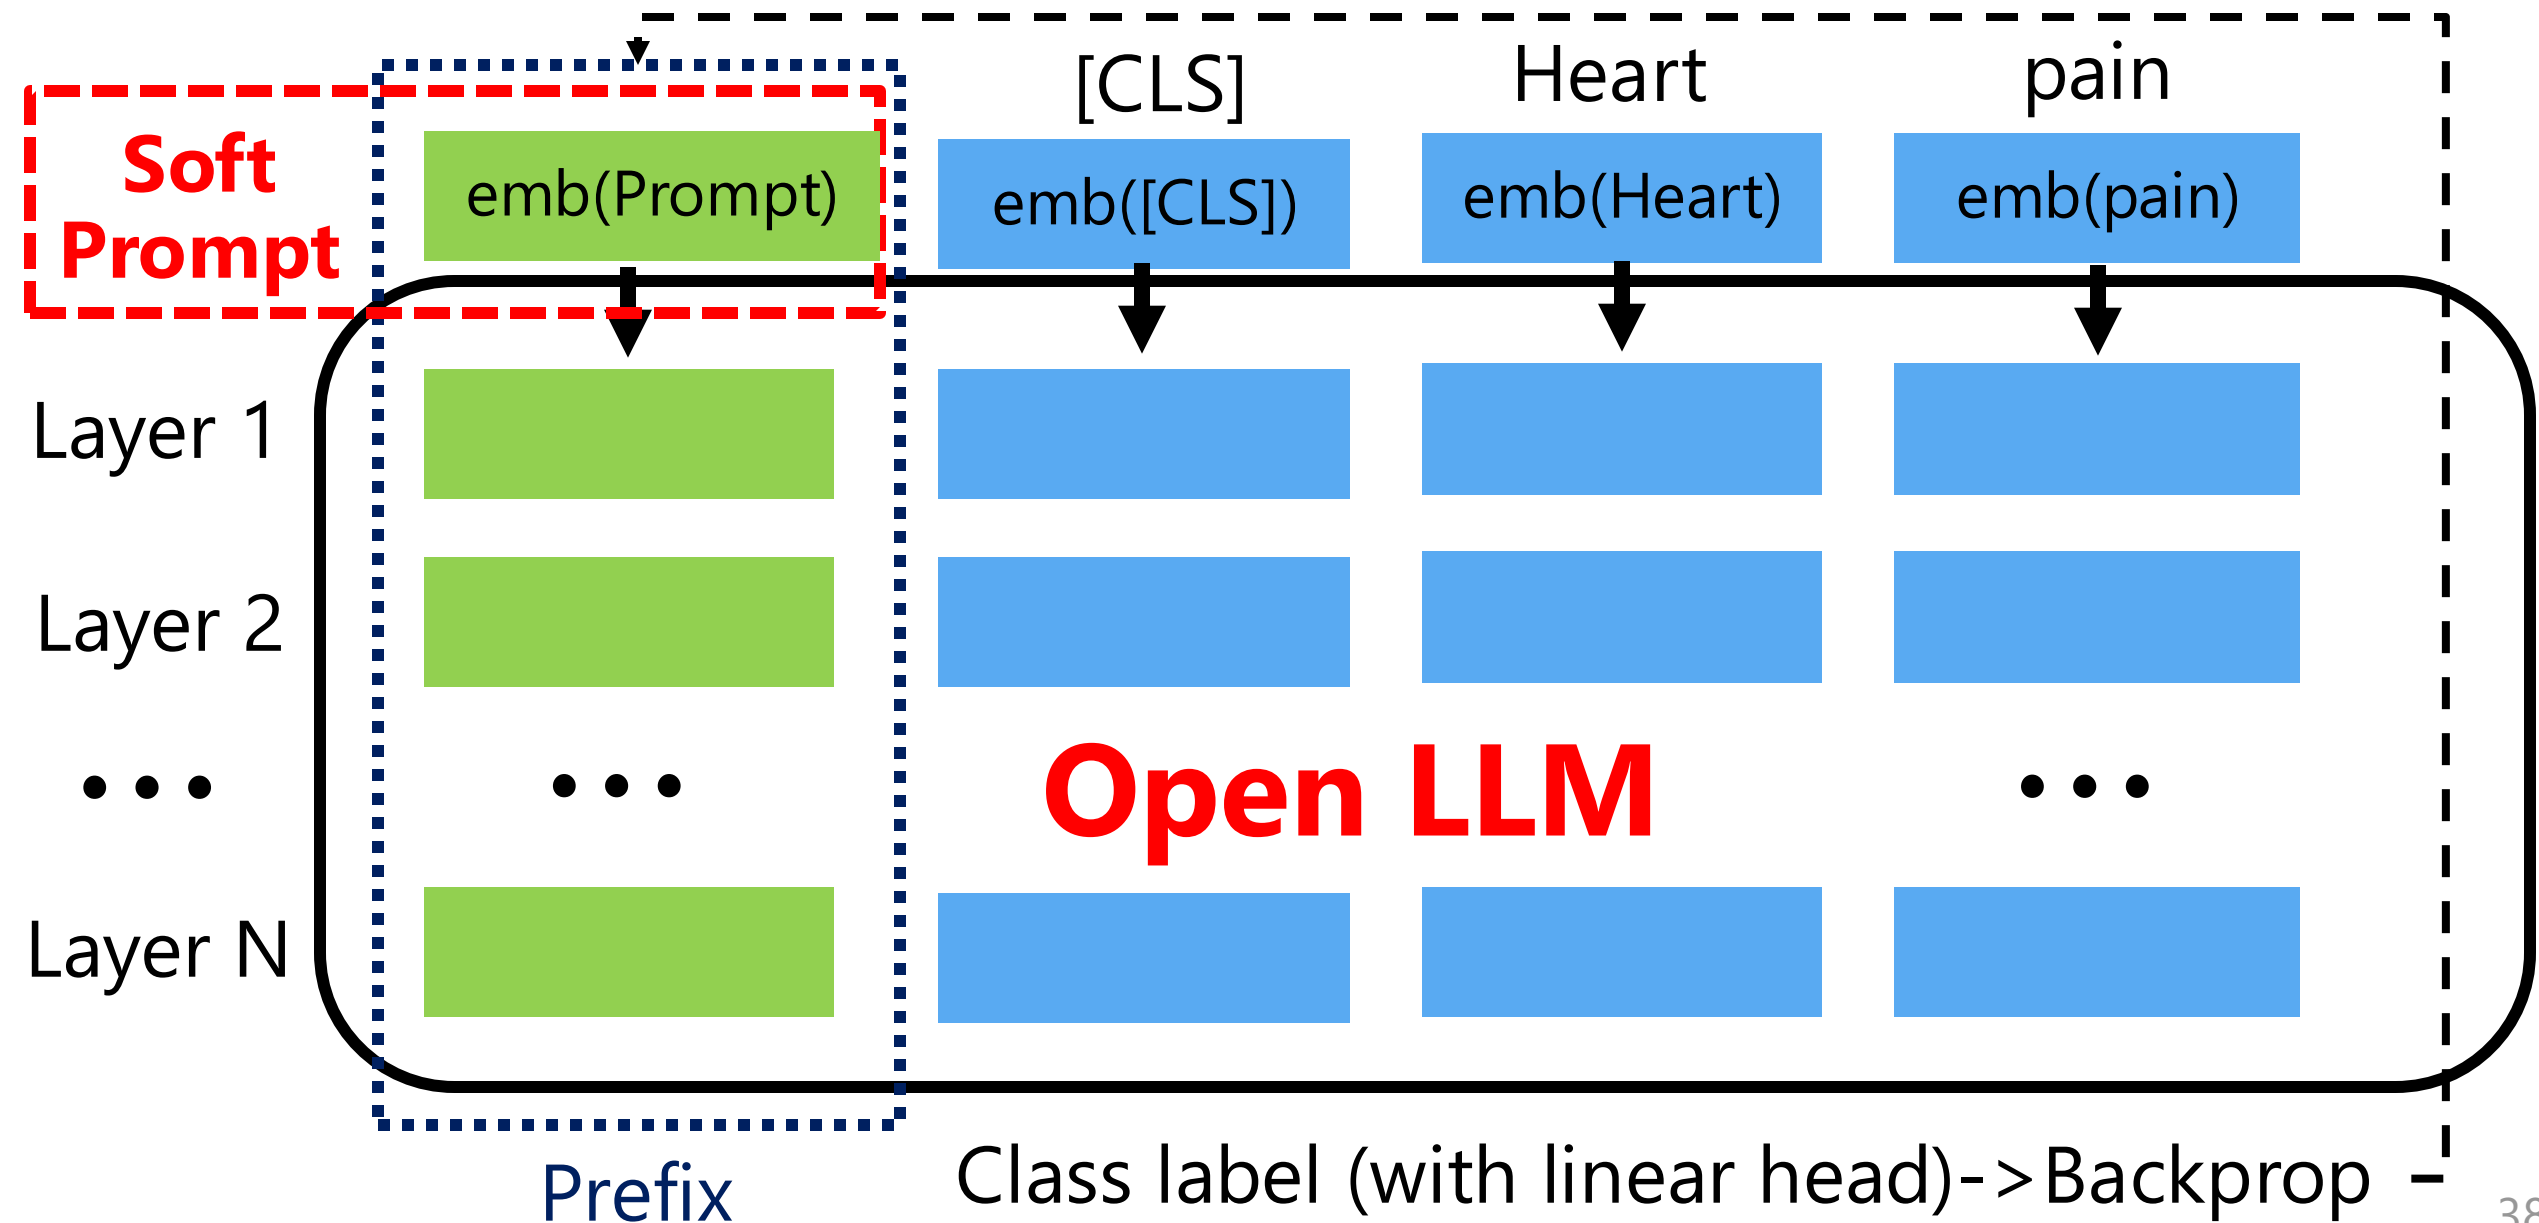 [CLS]
Heart
pain
Soft
Prompt
emb(Prompt)
emb([CLS])
emb(Heart)
emb(pain)
Layer 1
Layer 2
...
...
Open LLM
...
Layer N
Prefix
Class label (with linear head)->Backprop
38